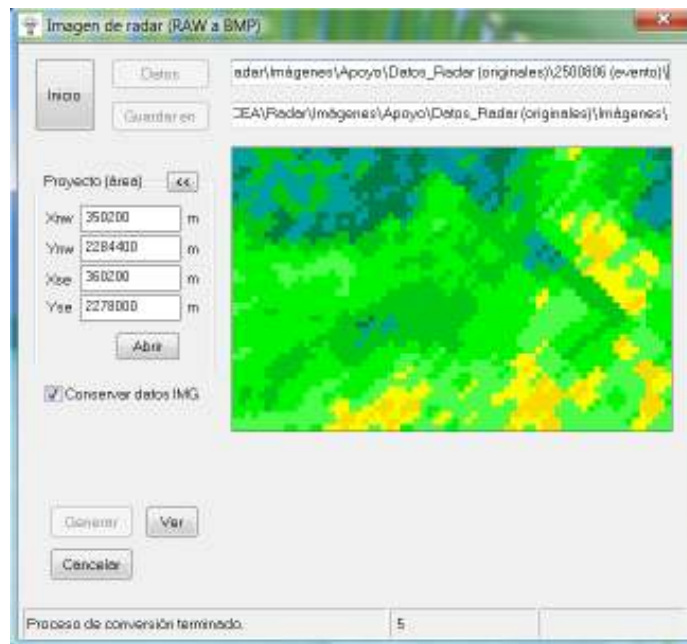 Imagen de radar (RAW a BMP)
Inicio
Datos
adar\Imágenes\Apoyo\Datos_Radar (originales)\2500806 (evento)\
Guardar en
CEA\Radar\Imágenes\Apoyo\Datos_Radar (originales)\Imágenes\
Proyecto (área)
<<
Xnw 350200 m
Ynw 2284400 m
Xse 360200 m
Yse 2278000 m
Abrir
Conservar datos IMG
Generar
Ver
Cancelar
Proceso de conversión terminado.
5